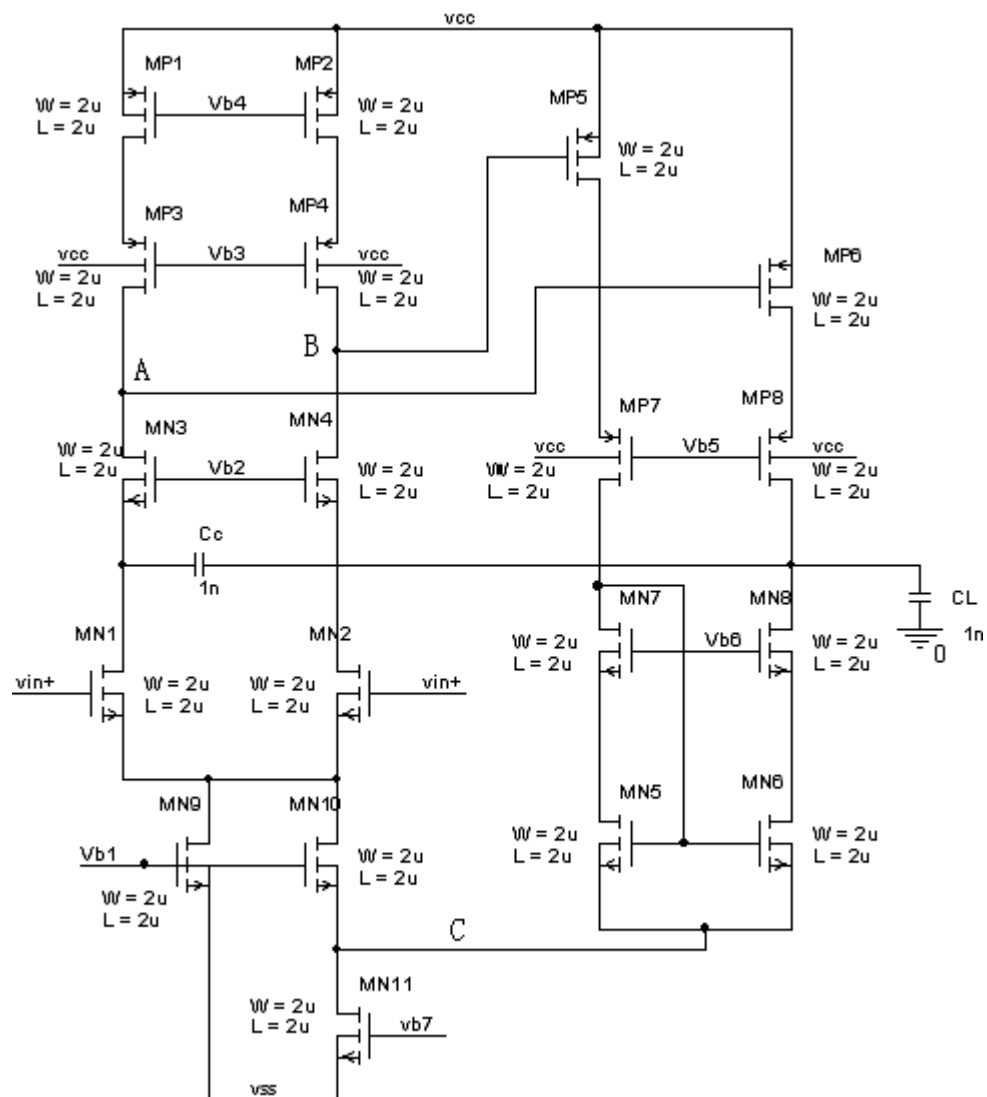 vcc
MP1
MP2
Vb4
W = 2u
L = 2u
W = 2u
L = 2u
MP5
W = 2u
L = 2u
MP3
MP4
vcc
Vb3
vcc
W = 2u
L = 2u
W = 2u
L = 2u
MP6
W = 2u
L = 2u
B
A
MN3
MN4
W = 2u
L = 2u
Vb2
W = 2u
L = 2u
MP7
MP8
vcc
Vb5
vcc
W = 2u
L = 2u
W = 2u
L = 2u
Cc
1n
CL
1n
0
MN1
MN2
vin+
W = 2u
L = 2u
W = 2u
L = 2u
vin+
MN7
MN8
W = 2u
L = 2u
Vb6
W = 2u
L = 2u
MN9
MN10
Vb1
W = 2u
L = 2u
W = 2u
L = 2u
MN5
MN6
W = 2u
L = 2u
W = 2u
L = 2u
C
MN11
W = 2u
L = 2u
vb7
vss